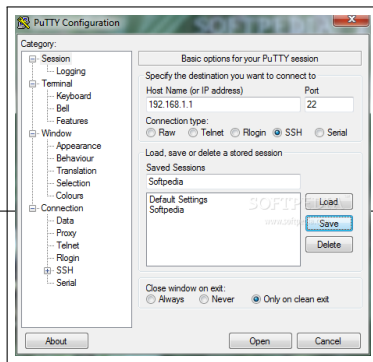 PuTTY Configuration
Category:
Session
Logging
Terminal
Keyboard
Bell
Features
Window
Appearance
Behaviour
Translation
Selection
Colours
Connection
Data
Proxy
Telnet
Rlogin
SSH
Serial
Basic options for your PuTTY session
Specify the destination you want to connect to
Host Name (or IP address) Port
192.168.1.1 22
Connection type:
Raw Telnet Rlogin SSH Serial
Load, save or delete a stored session
Saved Sessions
Softpedia
Default Settings
Softpedia
Load
Save
Delete
Close window on exit:
Always Never Only on clean exit
About Open Cancel